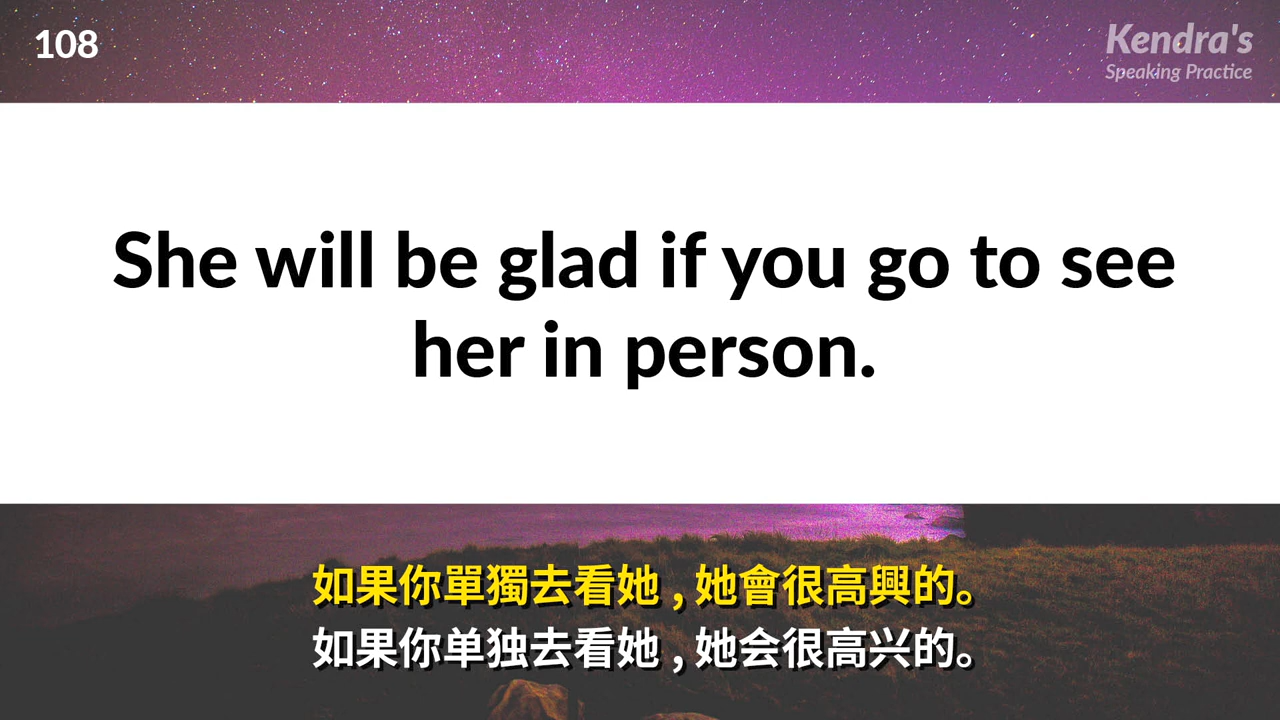 108
Kendra's
Speaking Practice
She will be glad if you go to see
her in person.
如果你單獨去看她 , 她會很高興的。
如果你单独去看她 , 她会很高兴的。